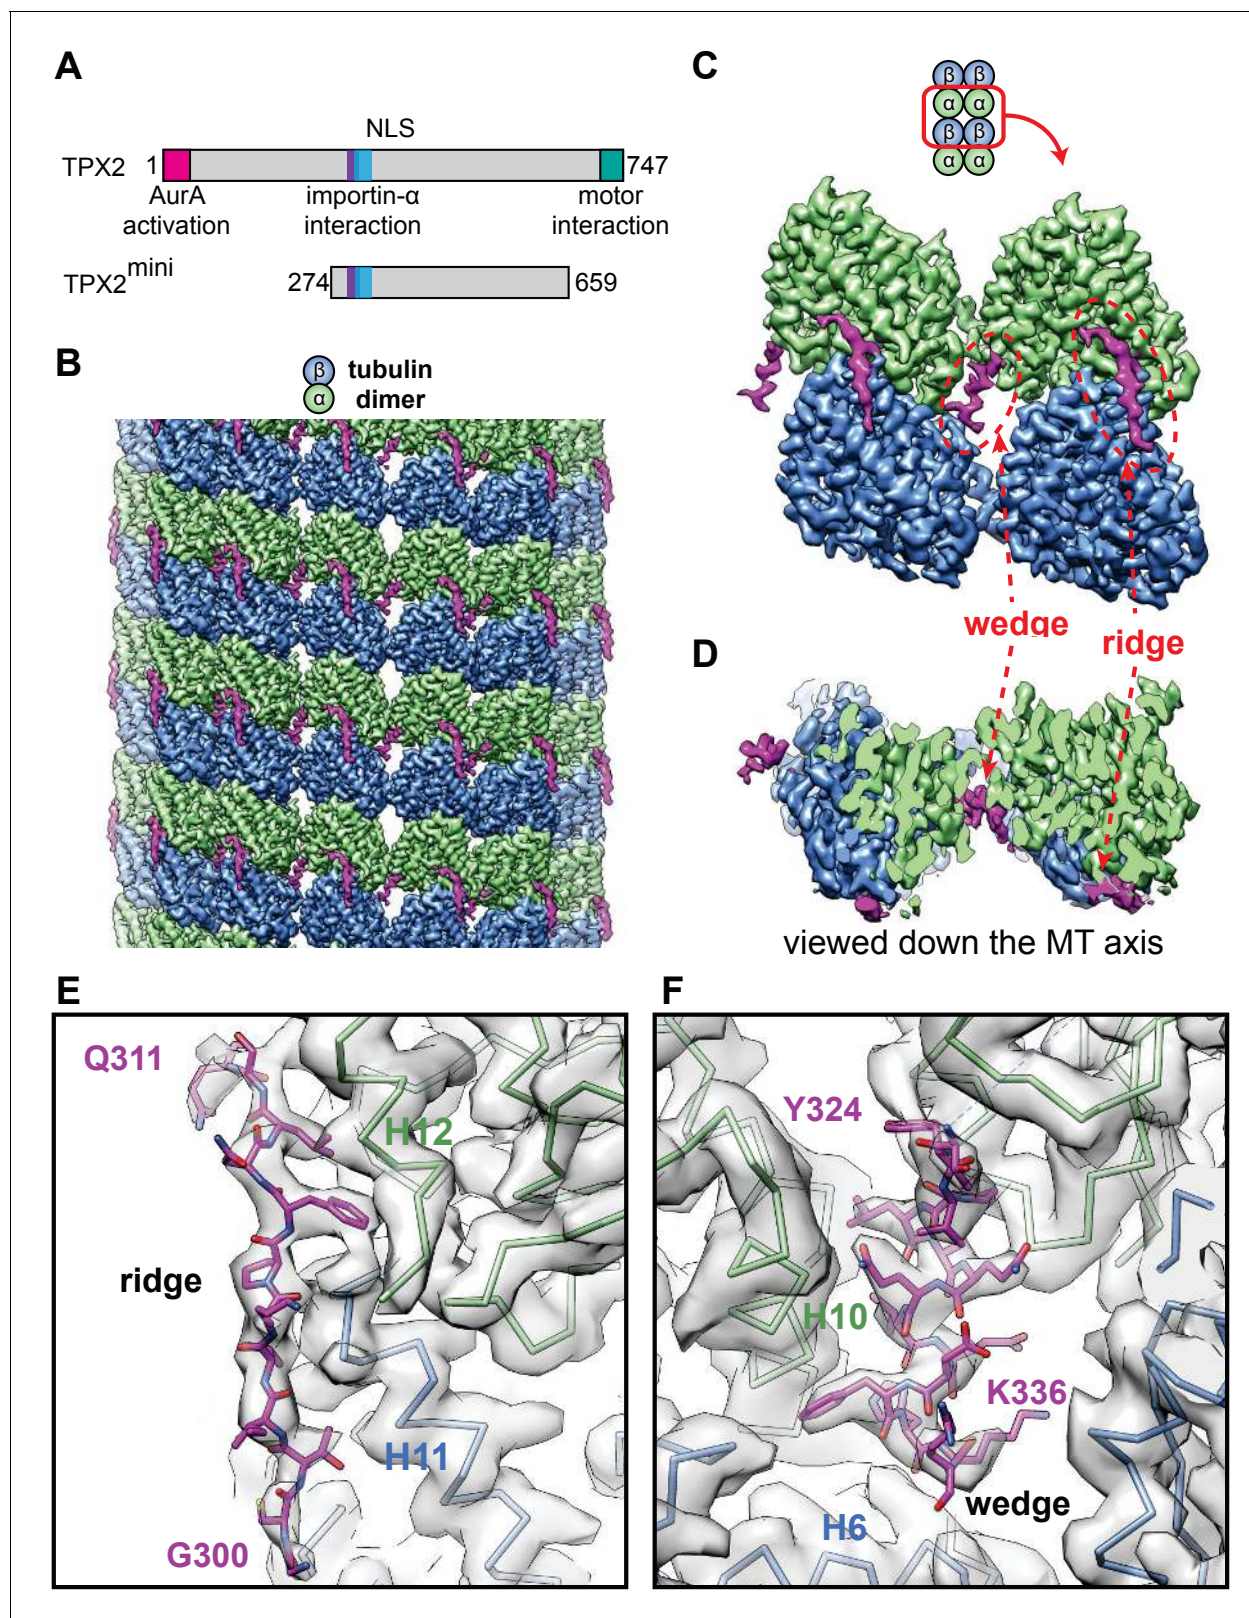 A
NLS
TPX2 1 747
AurA activation
importin-α interaction
motor interaction
TPX2mini
274 659
B
β tubulin
α dimer
C
β β
α α
β β
α α
wedge
ridge
D
viewed down the MT axis
E
Q311
H12
ridge
H11
G300
F
Y324
H10
K336
wedge
H6